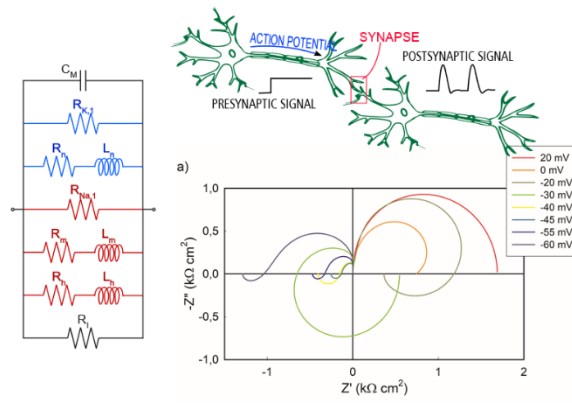 C_M
R_K,1
R_n L_n
R_Na,1
R_m L_m
R_h L_h
R_l
ACTION POTENTIAL
SYNAPSE
PRESYNAPTIC SIGNAL
POSTSYNAPTIC SIGNAL
a)
20 mV
0 mV
-20 mV
-30 mV
-40 mV
-45 mV
-55 mV
-60 mV
-Z" (kΩ cm²)
1,0
0,5
0,0
-0,5
-1,0
-1 0 1 2
Z' (kΩ cm²)